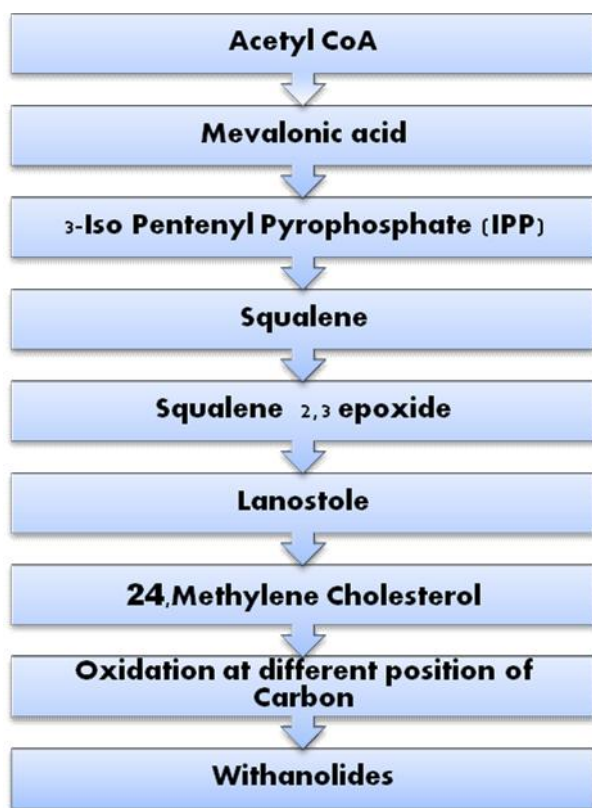 Acetyl CoA
Mevalonic acid
3-Iso Pentenyl Pyrophosphate (IPP)
Squalene
Squalene 2,3 epoxide
Lanostole
24,Methylene Cholesterol
Oxidation at different position of
Carbon
Withanolides